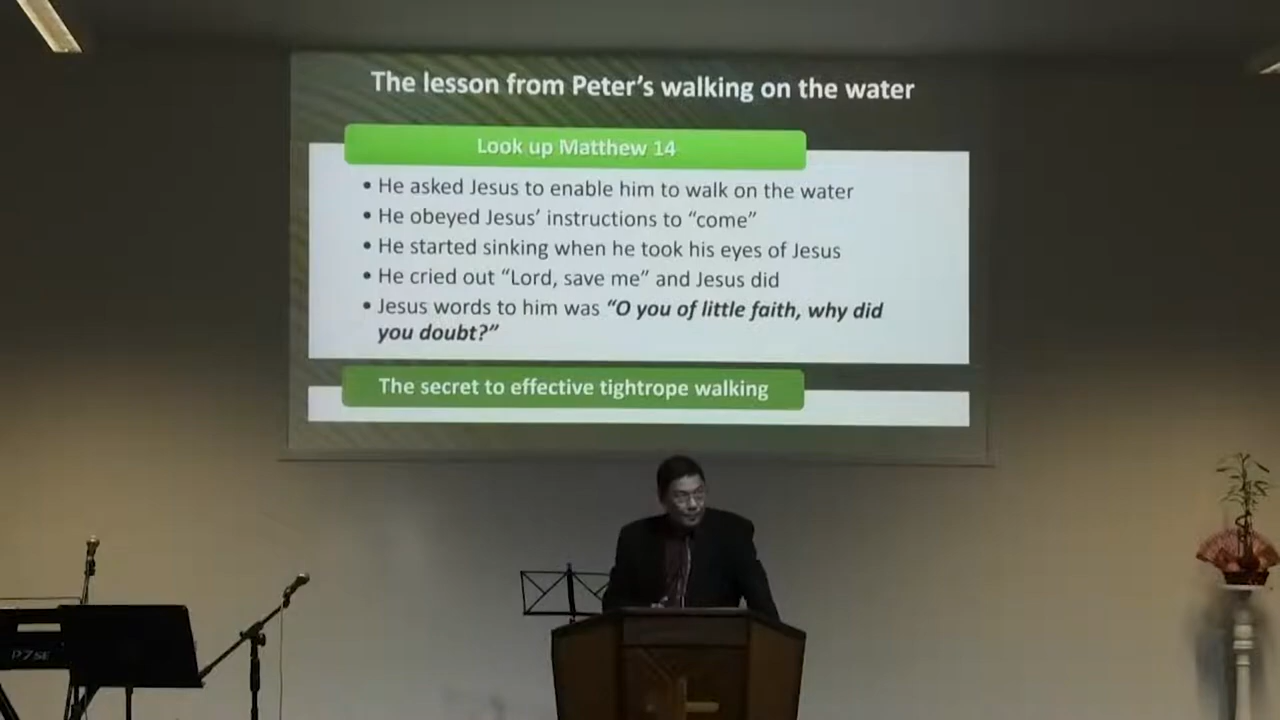 The lesson from Peter's walking on the water
Look up Matthew 14
• He asked Jesus to enable him to walk on the water
• He obeyed Jesus' instructions to “come”
• He started sinking when he took his eyes of Jesus
• He cried out “Lord, save me” and Jesus did
• Jesus words to him was “O you of little faith, why did
you doubt?”
The secret to effective tightrope walking
P7SE